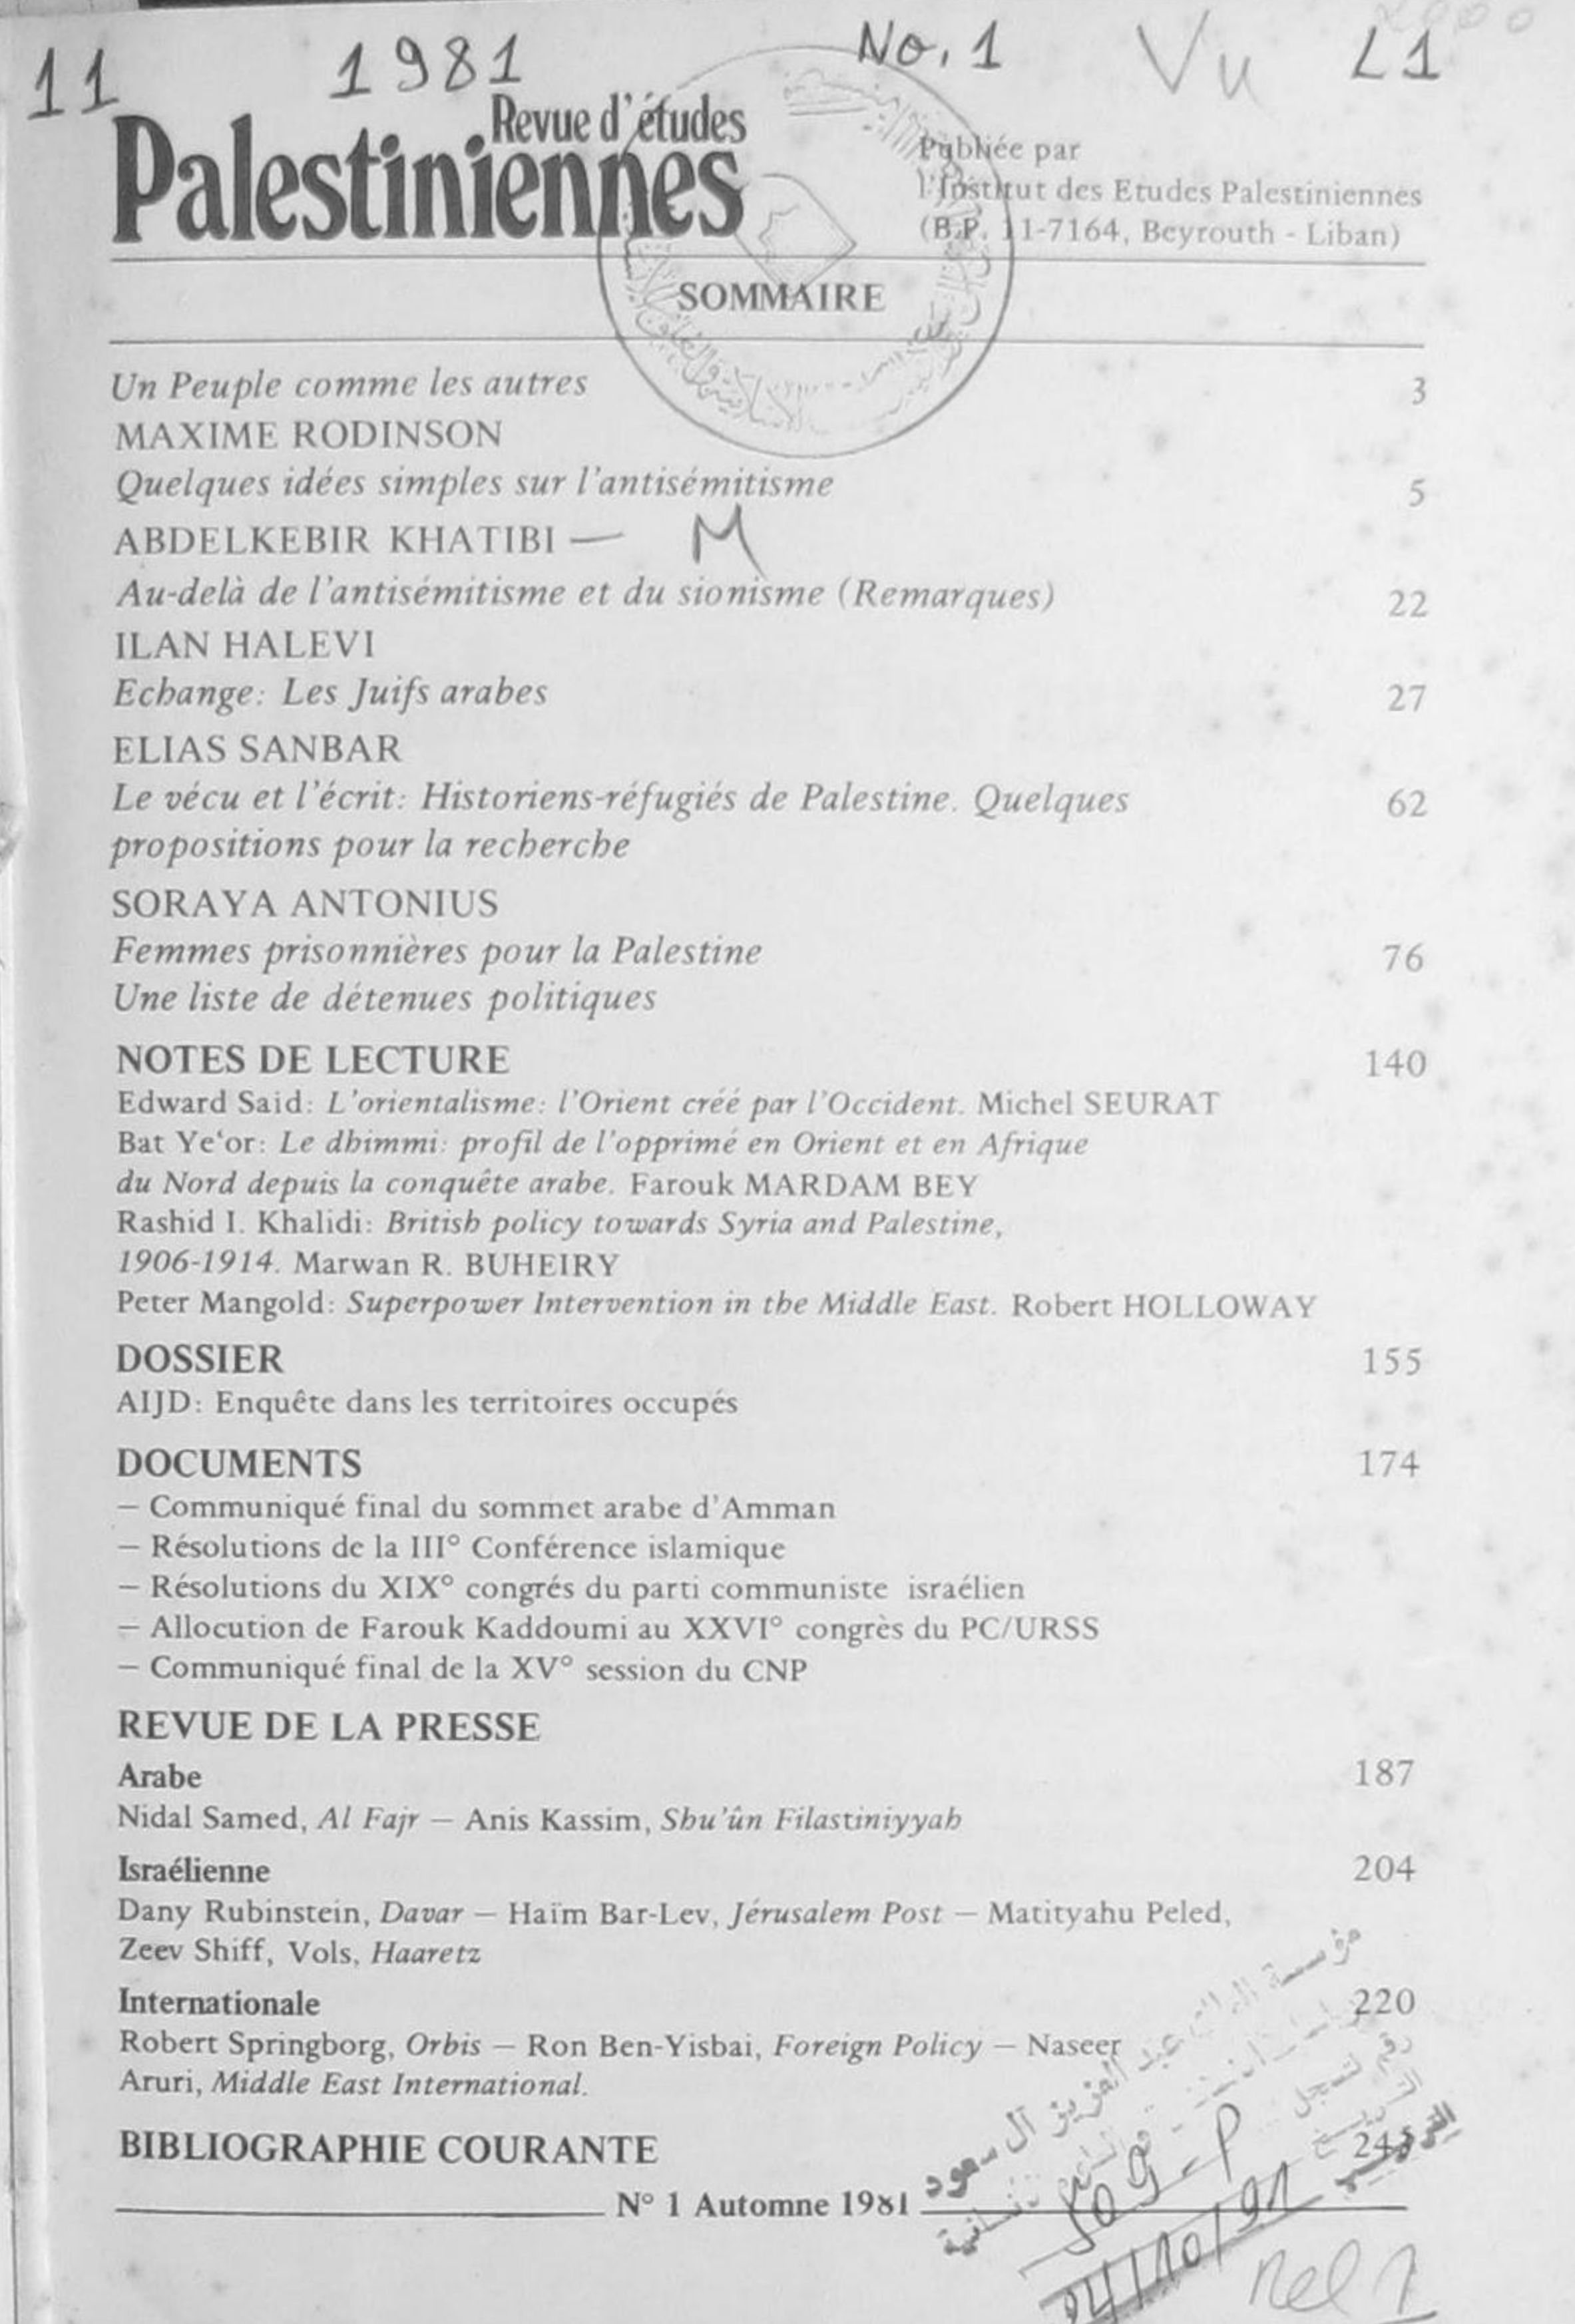 11 1981 No. 1 Vu L1
Revue d'études
Palestiniennes
Publiée par
l'Institut des Etudes Palestiniennes
(B.P. 11-7164, Beyrouth - Liban)
SOMMAIRE
Un Peuple comme les autres 3
MAXIME RODINSON
Quelques idées simples sur l'antisémitisme 5
ABDELKEBIR KHATIBI — M
Au-delà de l'antisémitisme et du sionisme (Remarques) 22
ILAN HALEVI
Echange: Les Juifs arabes 27
ELIAS SANBAR
Le vécu et l'écrit: Historiens-réfugiés de Palestine. Quelques 62
propositions pour la recherche
SORAYA ANTONIUS
Femmes prisonnières pour la Palestine 76
Une liste de détenues politiques
NOTES DE LECTURE 140
Edward Said: L'orientalisme: l'Orient créé par l'Occident. Michel SEURAT
Bat Ye'or: Le dhimmi: profil de l'opprimé en Orient et en Afrique
du Nord depuis la conquête arabe. Farouk MARDAM BEY
Rashid I. Khalidi: British policy towards Syria and Palestine,
1906-1914. Marwan R. BUHEIRY
Peter Mangold: Superpower Intervention in the Middle East. Robert HOLLOWAY
DOSSIER 155
AIJD: Enquête dans les territoires occupés
DOCUMENTS 174
— Communiqué final du sommet arabe d'Amman
— Résolutions de la III° Conférence islamique
— Résolutions du XIX° congrés du parti communiste israélien
— Allocution de Farouk Kaddoumi au XXVI° congrès du PC/URSS
— Communiqué final de la XV° session du CNP
REVUE DE LA PRESSE
Arabe 187
Nidal Samed, Al Fajr — Anis Kassim, Shu'ûn Filastiniyyah
Israélienne 204
Dany Rubinstein, Davar — Haïm Bar-Lev, Jérusalem Post — Matityahu Peled,
Zeev Shiff, Vols, Haaretz
Internationale 220
Robert Springborg, Orbis — Ron Ben-Yisbai, Foreign Policy — Naseer
Aruri, Middle East International.
BIBLIOGRAPHIE COURANTE
N° 1 Automne 1981
مؤسسة الملك عبد العزيز آل سعود
رقم التسجيل